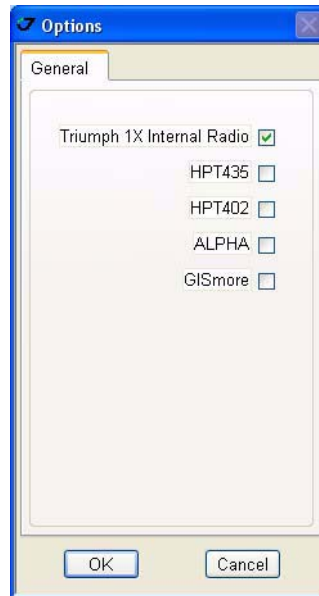 Options
General
Triumph 1X Internal Radio
HPT435
HPT402
ALPHA
GISmore
OK
Cancel